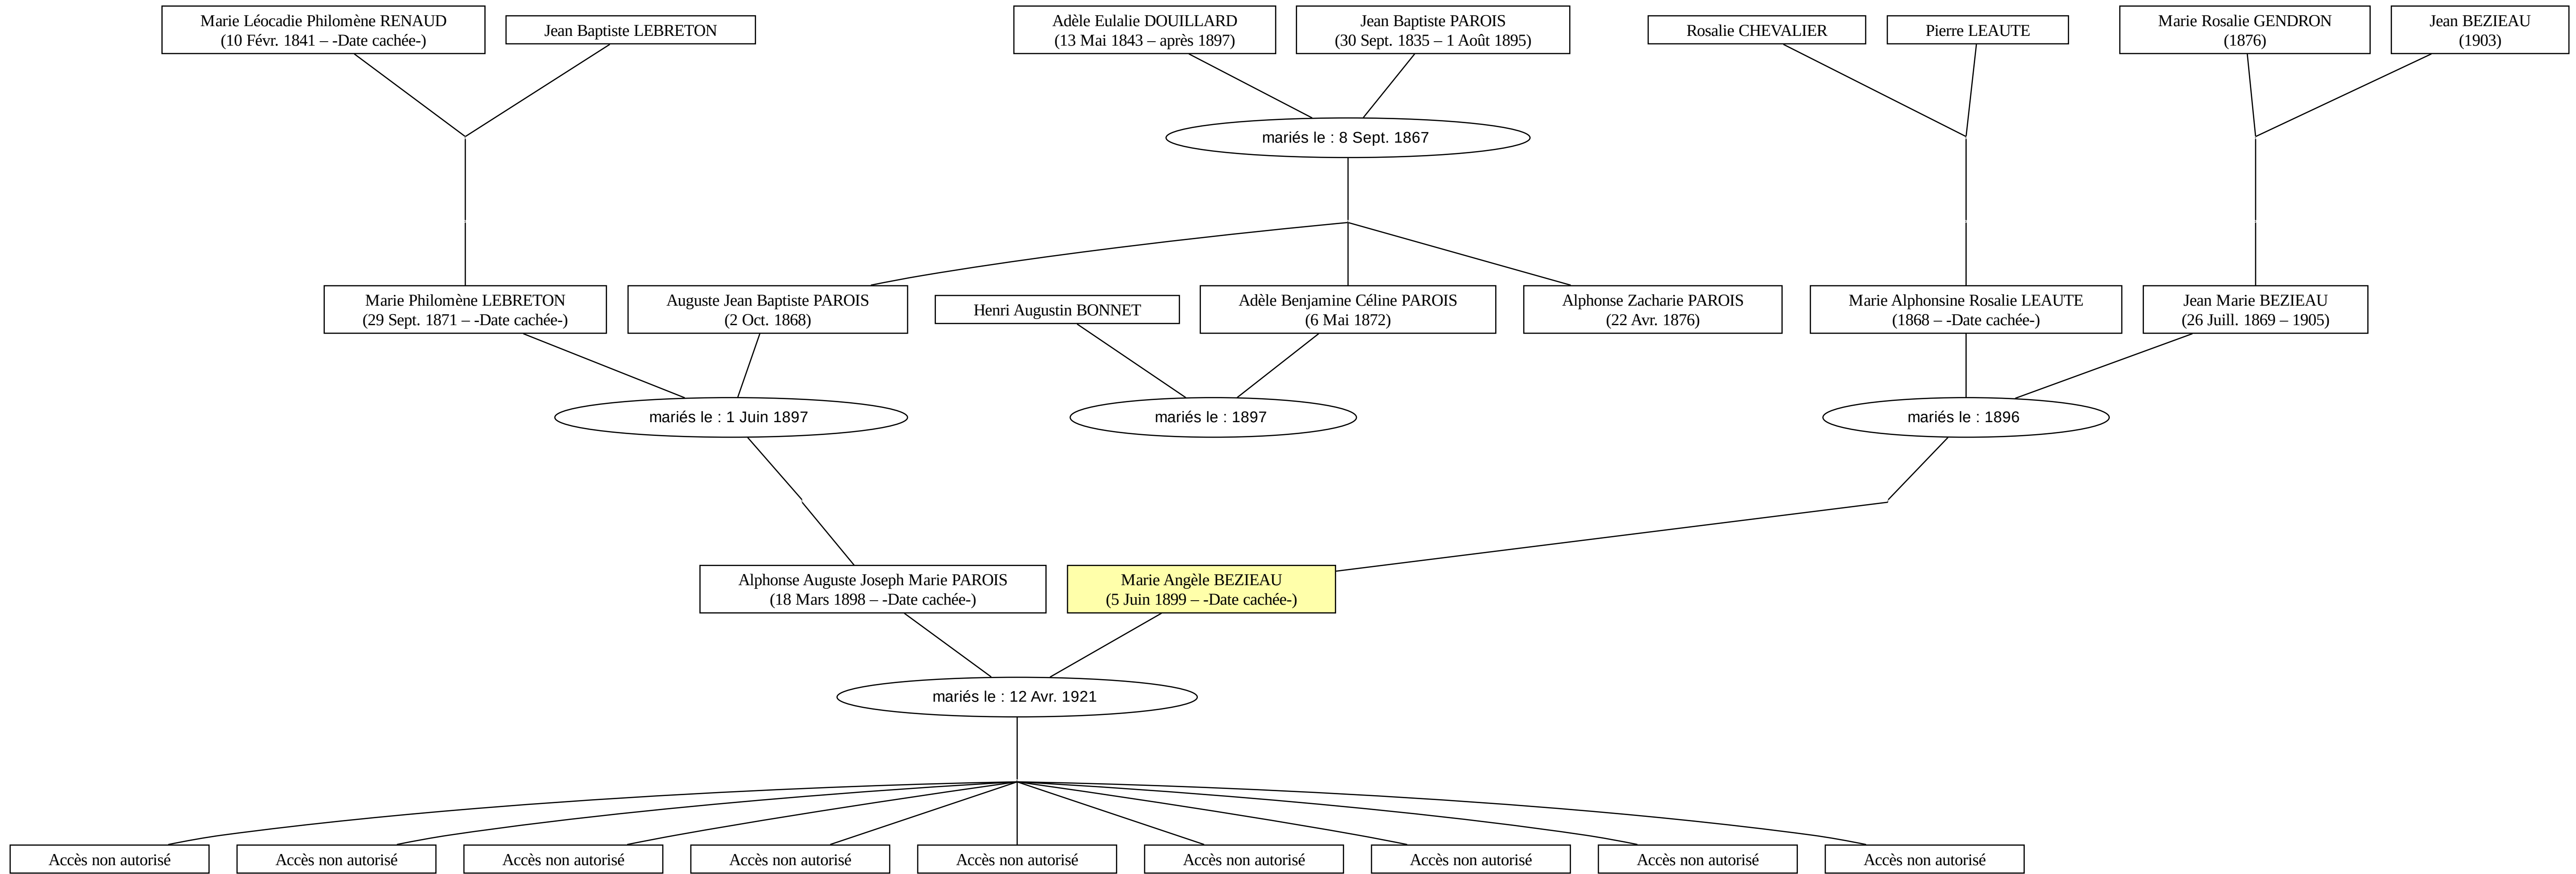 Marie Léocadie Philomène RENAUD
(10 Févr. 1841 – -Date cachée-)
Jean Baptiste LEBRETON
Adèle Eulalie DOUILLARD
(13 Mai 1843 – après 1897)
Jean Baptiste PAROIS
(30 Sept. 1835 – 1 Août 1895)
Rosalie CHEVALIER
Pierre LEAUTE
Marie Rosalie GENDRON
(1876)
Jean BEZIEAU
(1903)
mariés le : 8 Sept. 1867
Marie Philomène LEBRETON
(29 Sept. 1871 – -Date cachée-)
Auguste Jean Baptiste PAROIS
(2 Oct. 1868)
Henri Augustin BONNET
Adèle Benjamine Céline PAROIS
(6 Mai 1872)
Alphonse Zacharie PAROIS
(22 Avr. 1876)
Marie Alphonsine Rosalie LEAUTE
(1868 – -Date cachée-)
Jean Marie BEZIEAU
(26 Juill. 1869 – 1905)
mariés le : 1 Juin 1897
mariés le : 1897
mariés le : 1896
Alphonse Auguste Joseph Marie PAROIS
(18 Mars 1898 – -Date cachée-)
Marie Angèle BEZIEAU
(5 Juin 1899 – -Date cachée-)
mariés le : 12 Avr. 1921
Accès non autorisé
Accès non autorisé
Accès non autorisé
Accès non autorisé
Accès non autorisé
Accès non autorisé
Accès non autorisé
Accès non autorisé
Accès non autorisé